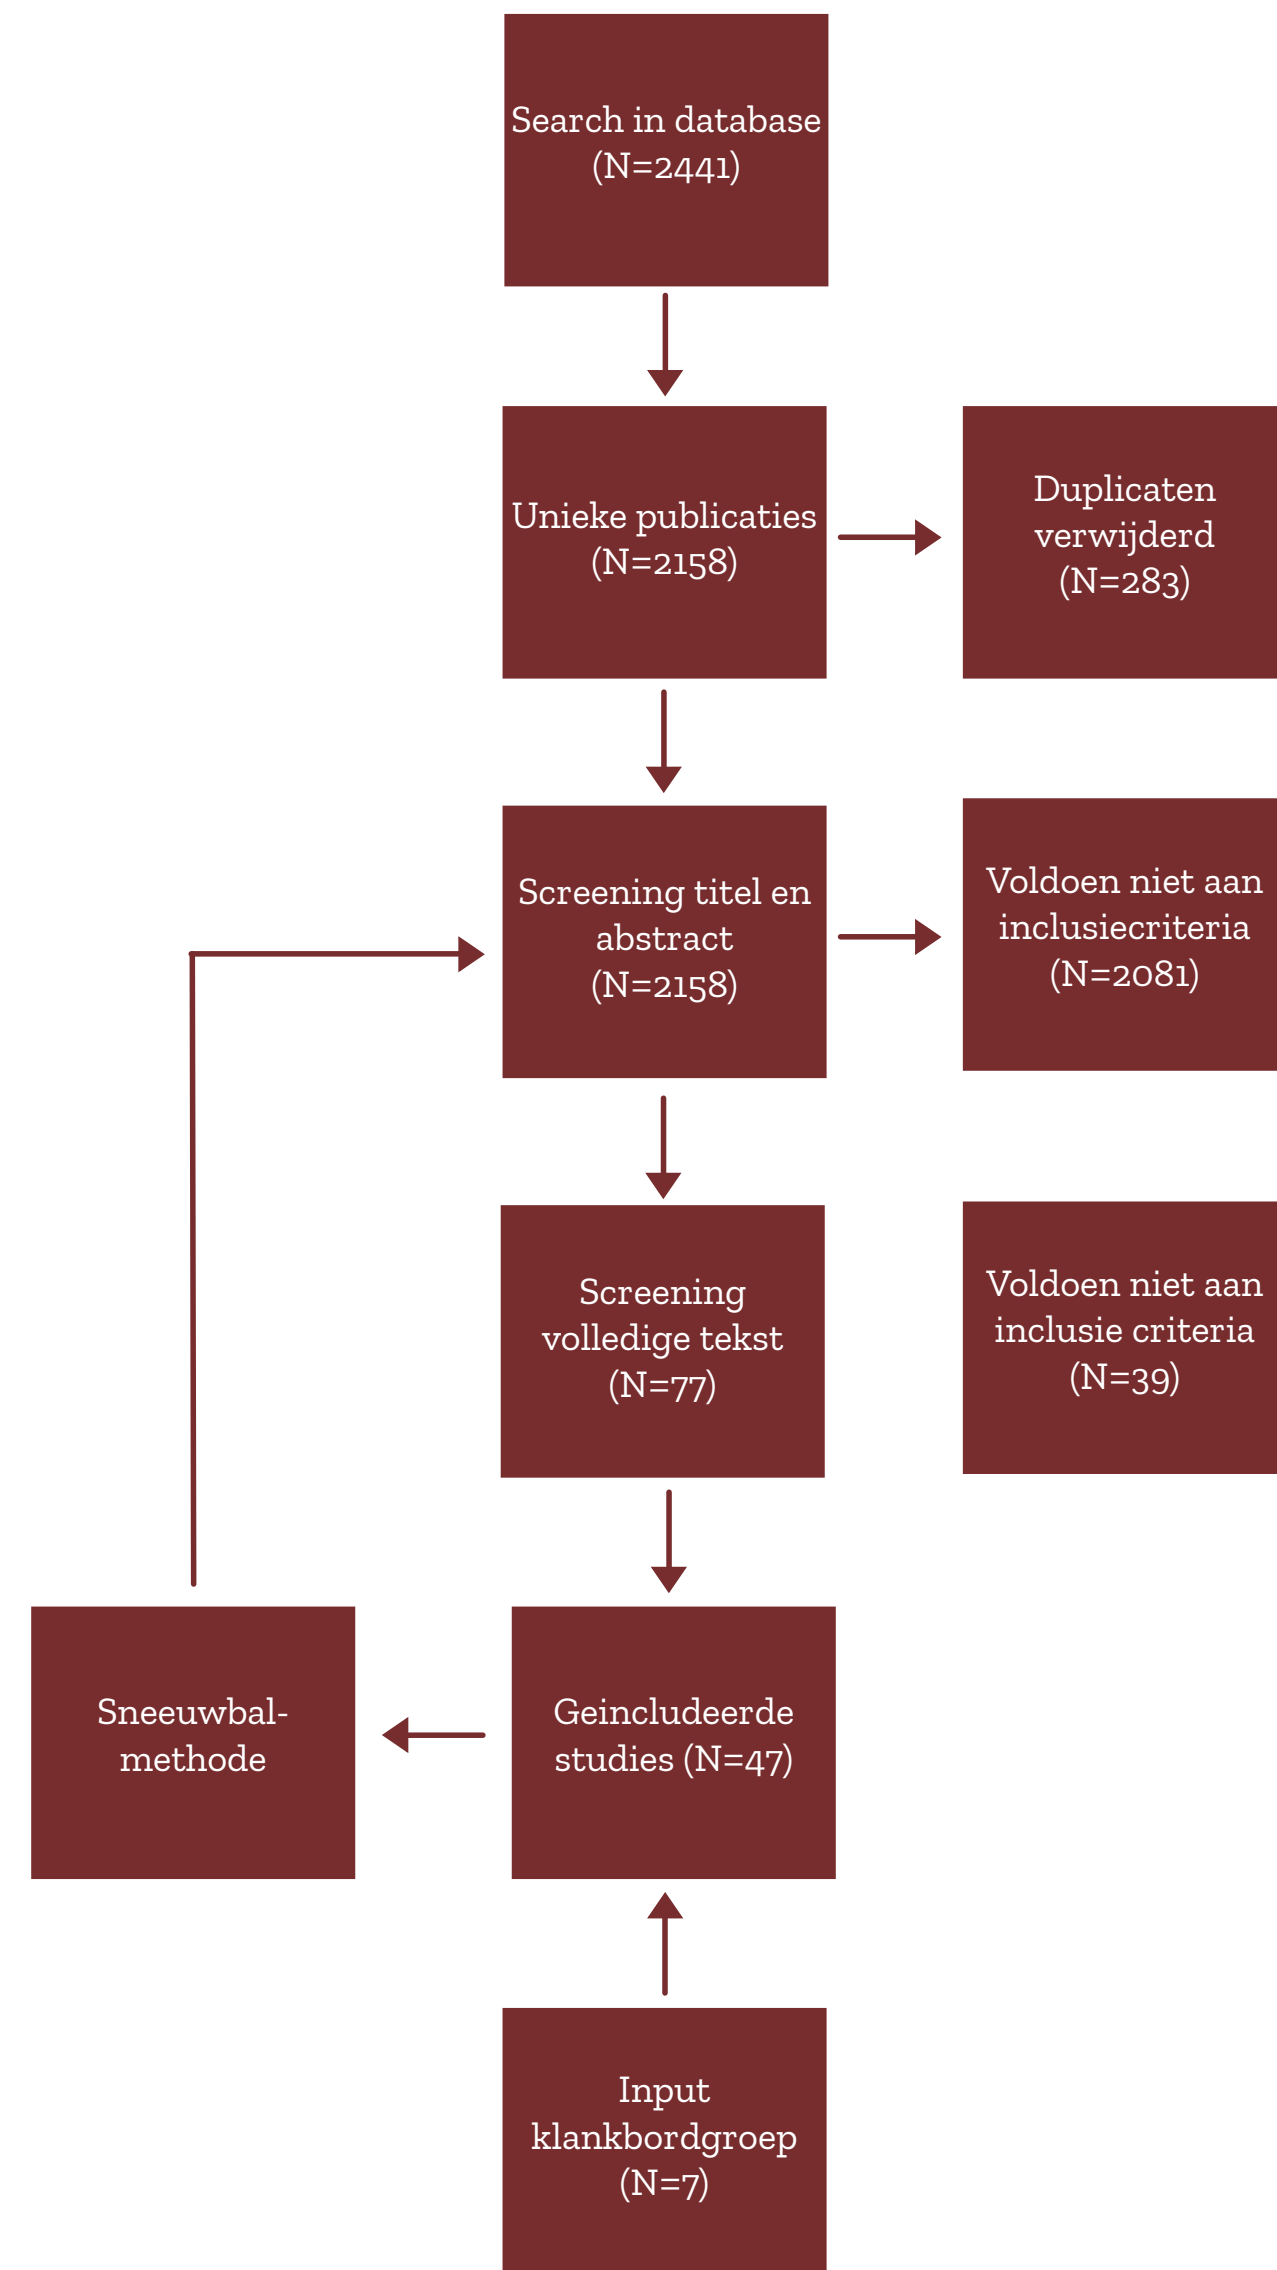 Search in database
(N=2441)
Unieke publicaties
(N=2158)
Duplicaten
verwijderd
(N=283)
Screening titel en
abstract
(N=2158)
Voldoen niet aan
inclusiecriteria
(N=2081)
Screening
volledige tekst
(N=77)
Voldoen niet aan
inclusie criteria
(N=39)
Sneeuwbal-
methode
Geincludeerde
studies (N=47)
Input
klankbordgroep
(N=7)